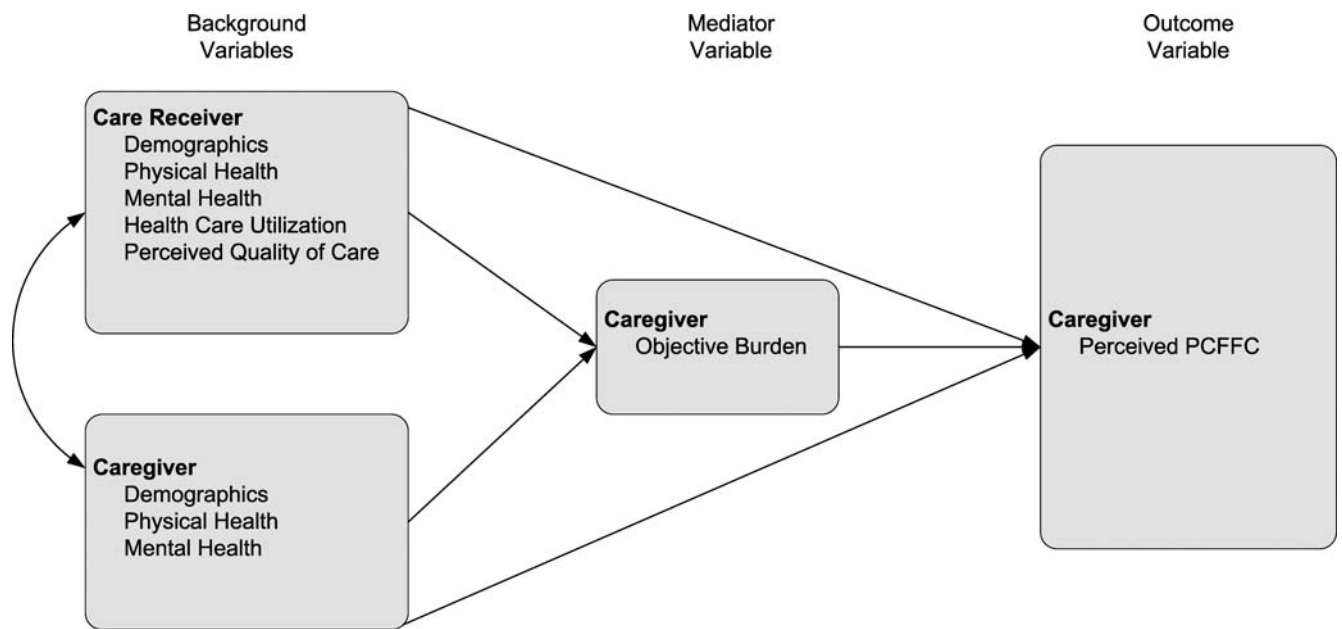 Background
Variables
Mediator
Variable
Outcome
Variable
Care Receiver
Demographics
Physical Health
Mental Health
Health Care Utilization
Perceived Quality of Care
Caregiver
Objective Burden
Caregiver
Perceived PCFFC
Caregiver
Demographics
Physical Health
Mental Health